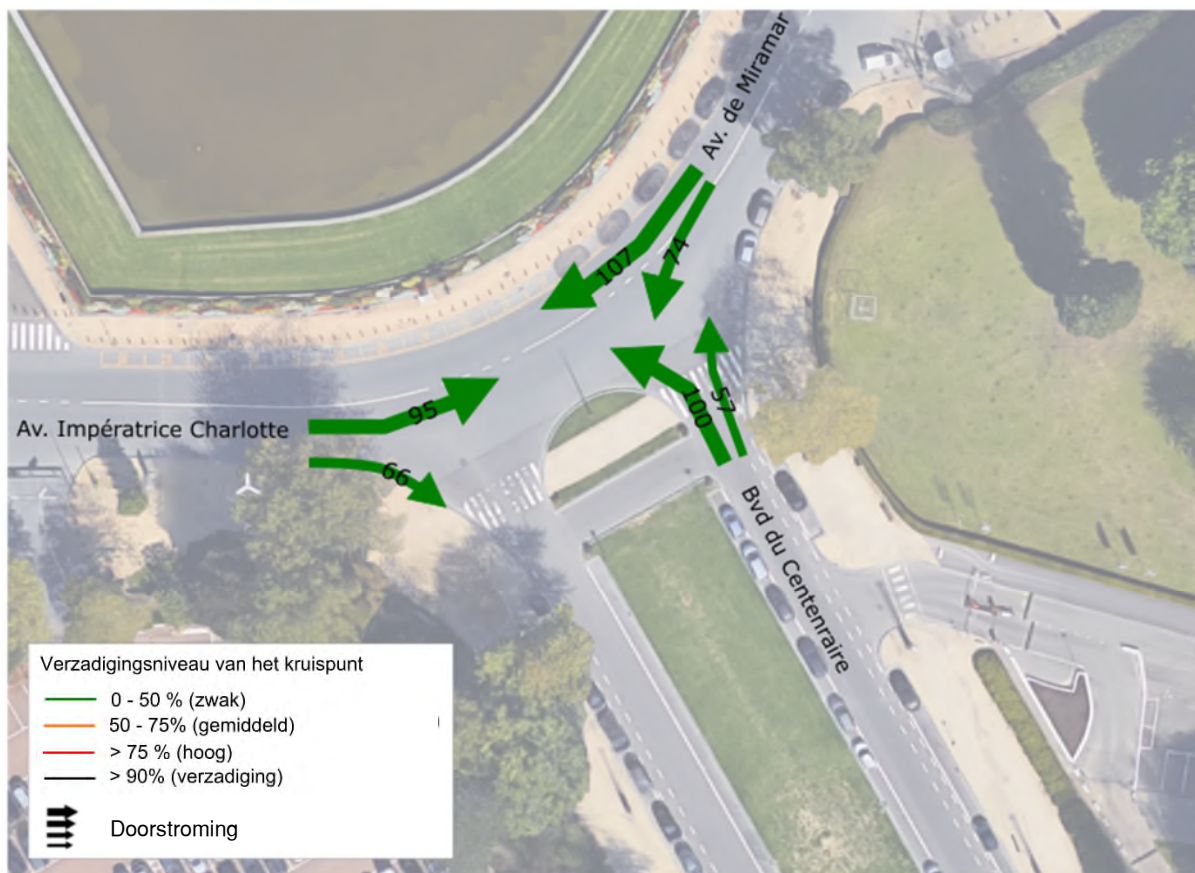 Av. de Miramar
107
74
95
Av. Impératrice Charlotte
66
100
57
Bvd du Centenraire
Verzadigingsniveau van het kruispunt
0 - 50 % (zwak)
50 - 75% (gemiddeld)
> 75 % (hoog)
> 90% (verzadiging)
Doorstroming